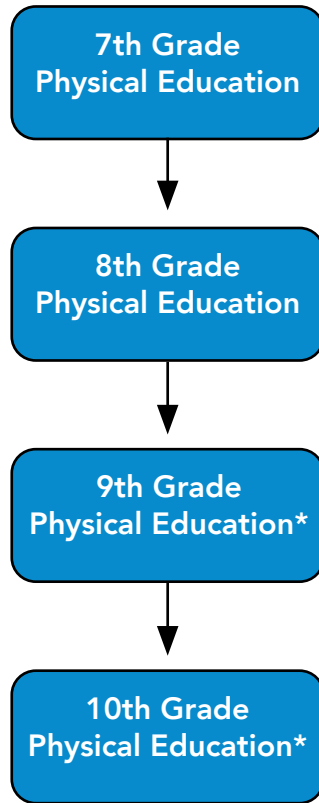 7th Grade
Physical Education
8th Grade
Physical Education
9th Grade
Physical Education*
10th Grade
Physical Education*